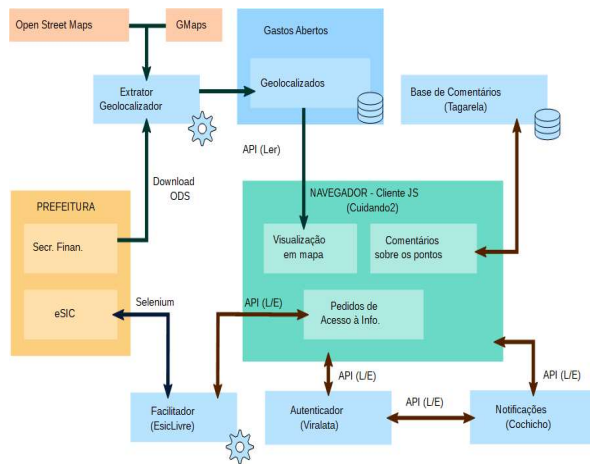 Open Street Maps
GMaps
Gastos Abertos
Extrator
Geolocalizador
Geolocalizados
Base de Comentários
(Tagarela)
API (Ler)
Download
ODS
PREFEITURA
NAVEGADOR - Cliente JS
(Cuidando2)
Secr. Finan.
Visualização
em mapa
Comentários
sobre os pontos
eSIC
Selenium
API (L/E)
Pedidos de
Acesso à Info.
API (L/E)
API (L/E)
API (L/E)
Facilitador
(EsicLivre)
Autenticador
(Viralata)
Notificações
(Cochicho)